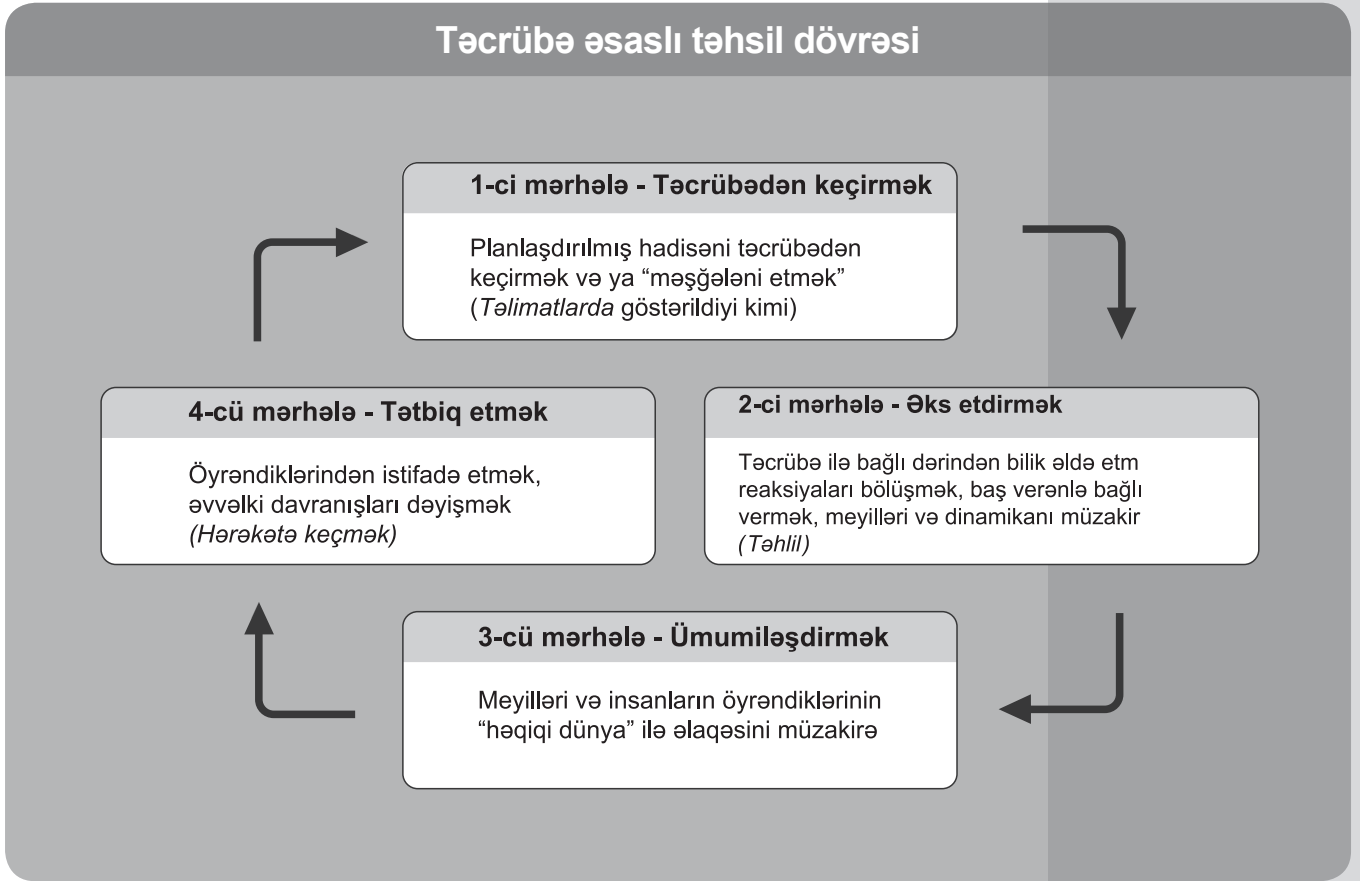 Təcrübə əsaslı təhsil dövrəsi
1-ci mərhələ - Təcrübədən keçirmək
Planlaşdırılmış hadisəni təcrübədən
keçirmək və ya “məşğələni etmək”
(Təlimatlarda göstərildiyi kimi)
2-ci mərhələ - Əks etdirmək
Təcrübə ilə bağlı dərindən bilik əldə etm
reaksiyaları bölüşmək, baş verənlə bağlı
vermək, meyilləri və dinamikanı müzakir
(Təhlil)
3-cü mərhələ - Ümumiləşdirmək
Meyilləri və insanların öyrəndiklərinin
“həqiqi dünya” ilə əlaqəsini müzakirə
4-cü mərhələ - Tətbiq etmək
Öyrəndiklərindən istifadə etmək,
əvvəlki davranışları dəyişmək
(Hərəkətə keçmək)